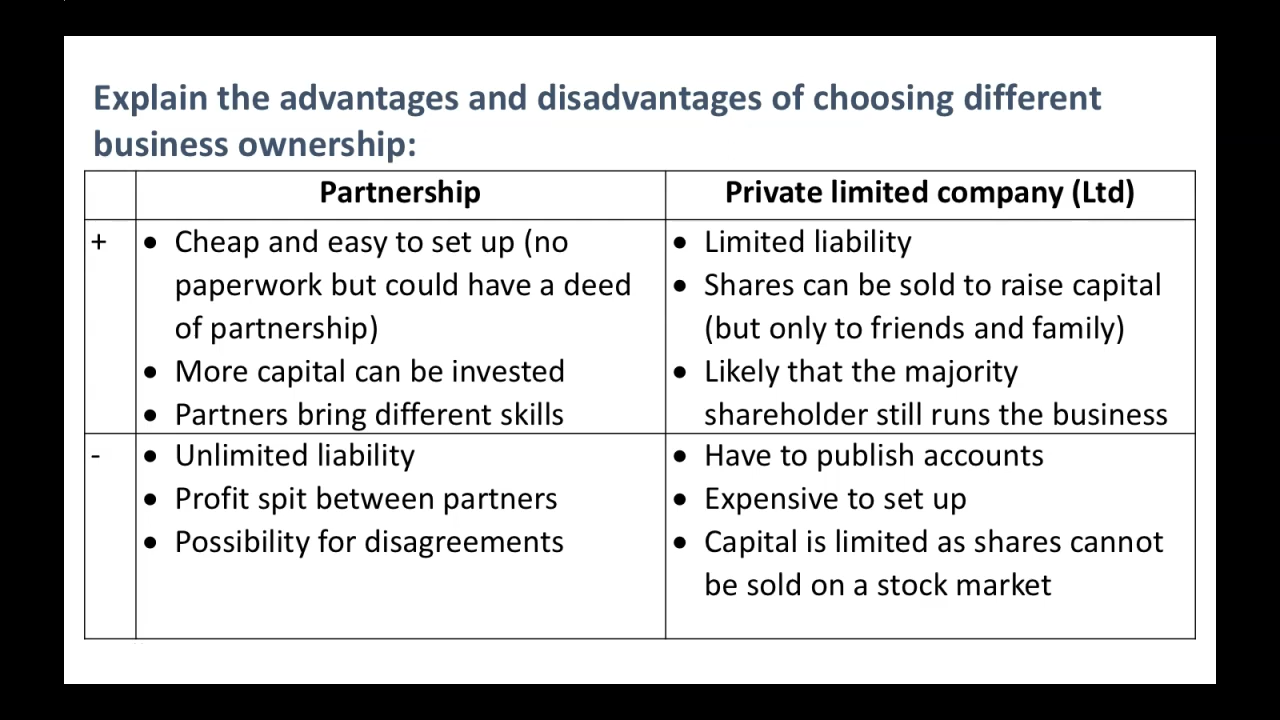 Explain the advantages and disadvantages of choosing different
business ownership:
Partnership
Private limited company (Ltd)
+
• Cheap and easy to set up (no
paperwork but could have a deed
of partnership)
• More capital can be invested
• Partners bring different skills
• Limited liability
• Shares can be sold to raise capital
(but only to friends and family)
• Likely that the majority
shareholder still runs the business
-
• Unlimited liability
• Profit spit between partners
• Possibility for disagreements
• Have to publish accounts
• Expensive to set up
• Capital is limited as shares cannot
be sold on a stock market